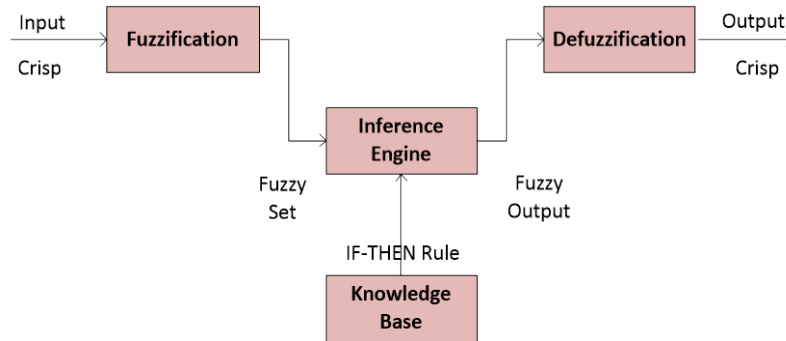 Input
Crisp
Fuzzification
Defuzzification
Output
Crisp
Inference
Engine
Fuzzy
Set
Fuzzy
Output
IF-THEN Rule
Knowledge
Base